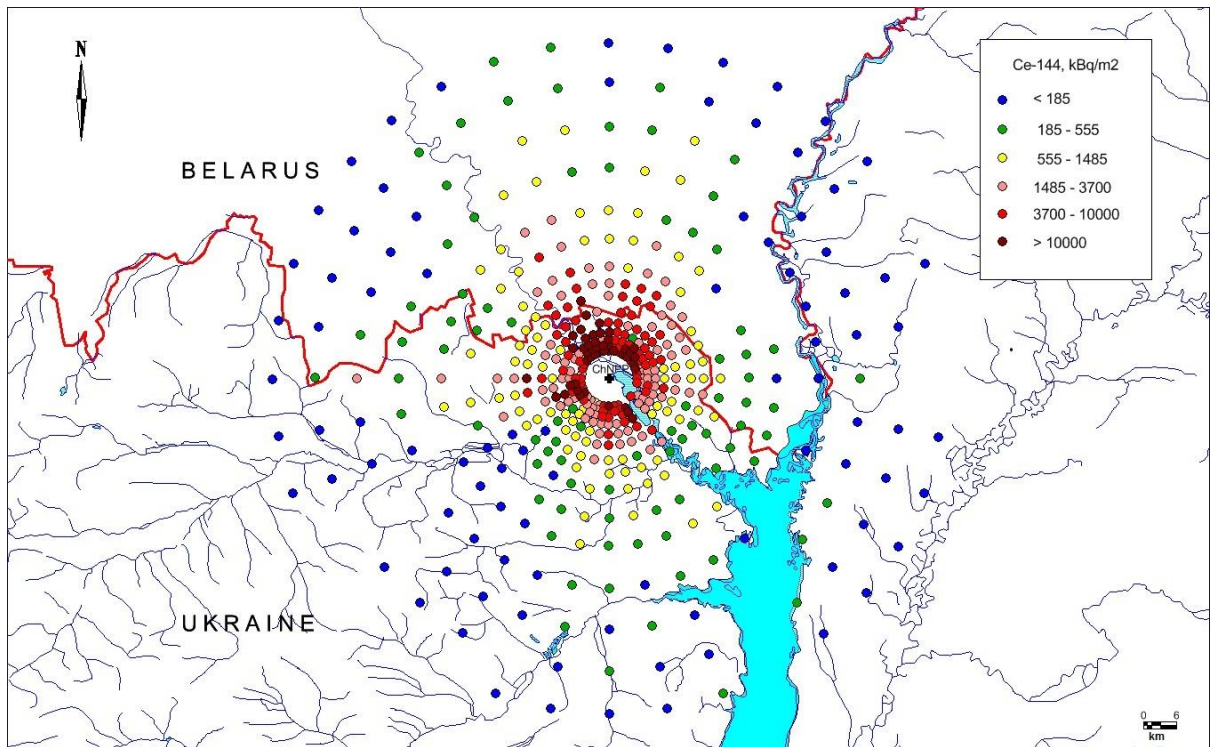 N
Ce-144, kBq/m2
< 185
185 - 555
BELARUS
555 - 1485
1485 - 3700
3700 - 10000
> 10000
ChNPP
UKRAINE
0 6
km